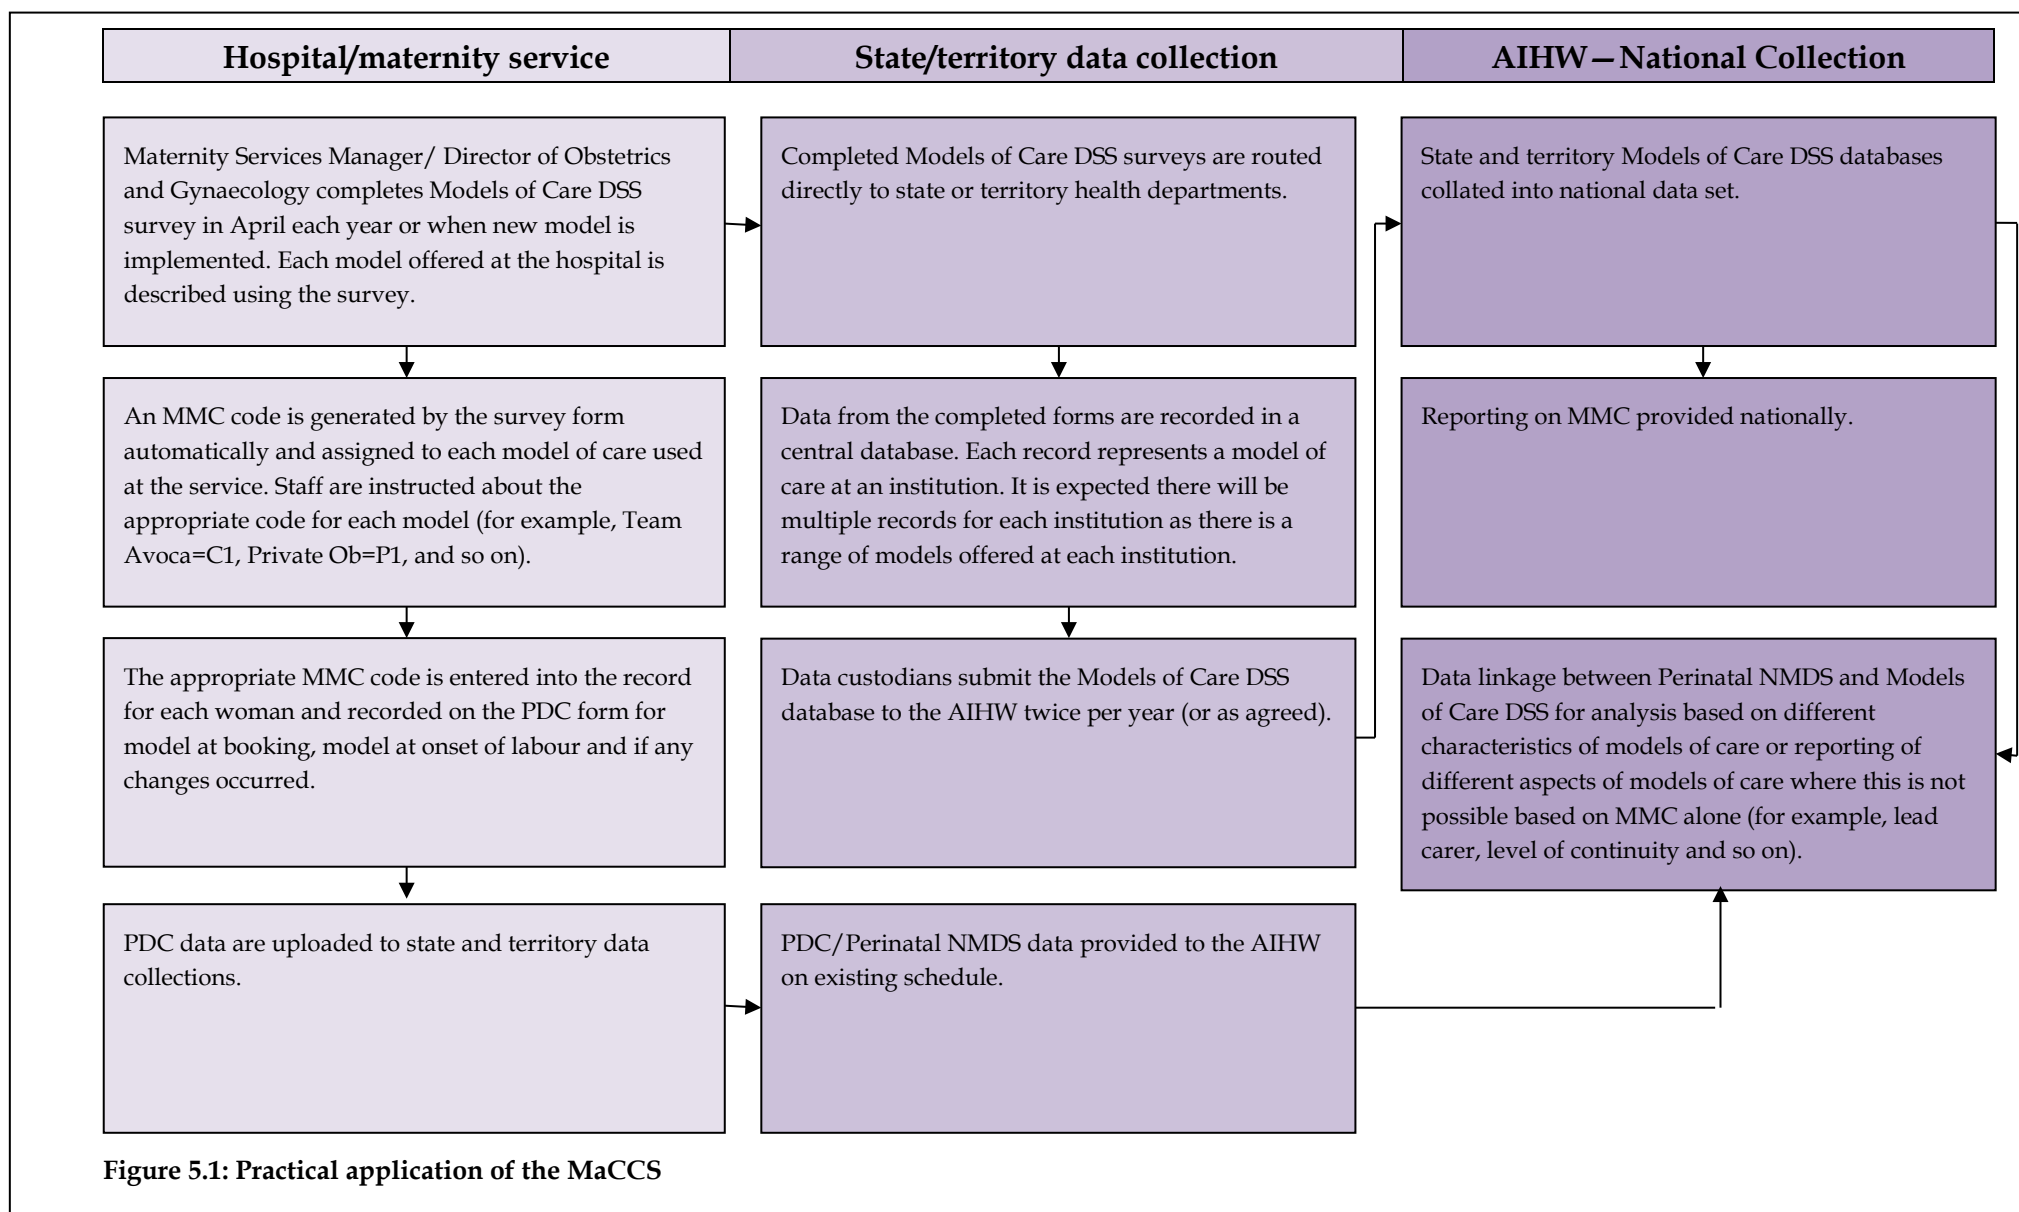 Hospital/maternity service
State/territory data collection
AIHW—National Collection
Maternity Services Manager/ Director of Obstetrics
and Gynaecology completes Models of Care DSS
survey in April each year or when new model is
implemented. Each model offered at the hospital is
described using the survey.
Completed Models of Care DSS surveys are routed
directly to state or territory health departments.
State and territory Models of Care DSS databases
collated into national data set.
An MMC code is generated by the survey form
automatically and assigned to each model of care used
at the service. Staff are instructed about the
appropriate code for each model (for example, Team
Avoca=C1, Private Ob=P1, and so on).
Data from the completed forms are recorded in a
central database. Each record represents a model of
care at an institution. It is expected there will be
multiple records for each institution as there is a
range of models offered at each institution.
Reporting on MMC provided nationally.
The appropriate MMC code is entered into the record
for each woman and recorded on the PDC form for
model at booking, model at onset of labour and if any
changes occurred.
Data custodians submit the Models of Care DSS
database to the AIHW twice per year (or as agreed).
Data linkage between Perinatal NMDS and Models
of Care DSS for analysis based on different
characteristics of models of care or reporting of
different aspects of models of care where this is not
possible based on MMC alone (for example, lead
carer, level of continuity and so on).
PDC data are uploaded to state and territory data
collections.
PDC/Perinatal NMDS data provided to the AIHW
on existing schedule.
Figure 5.1: Practical application of the MaCCS